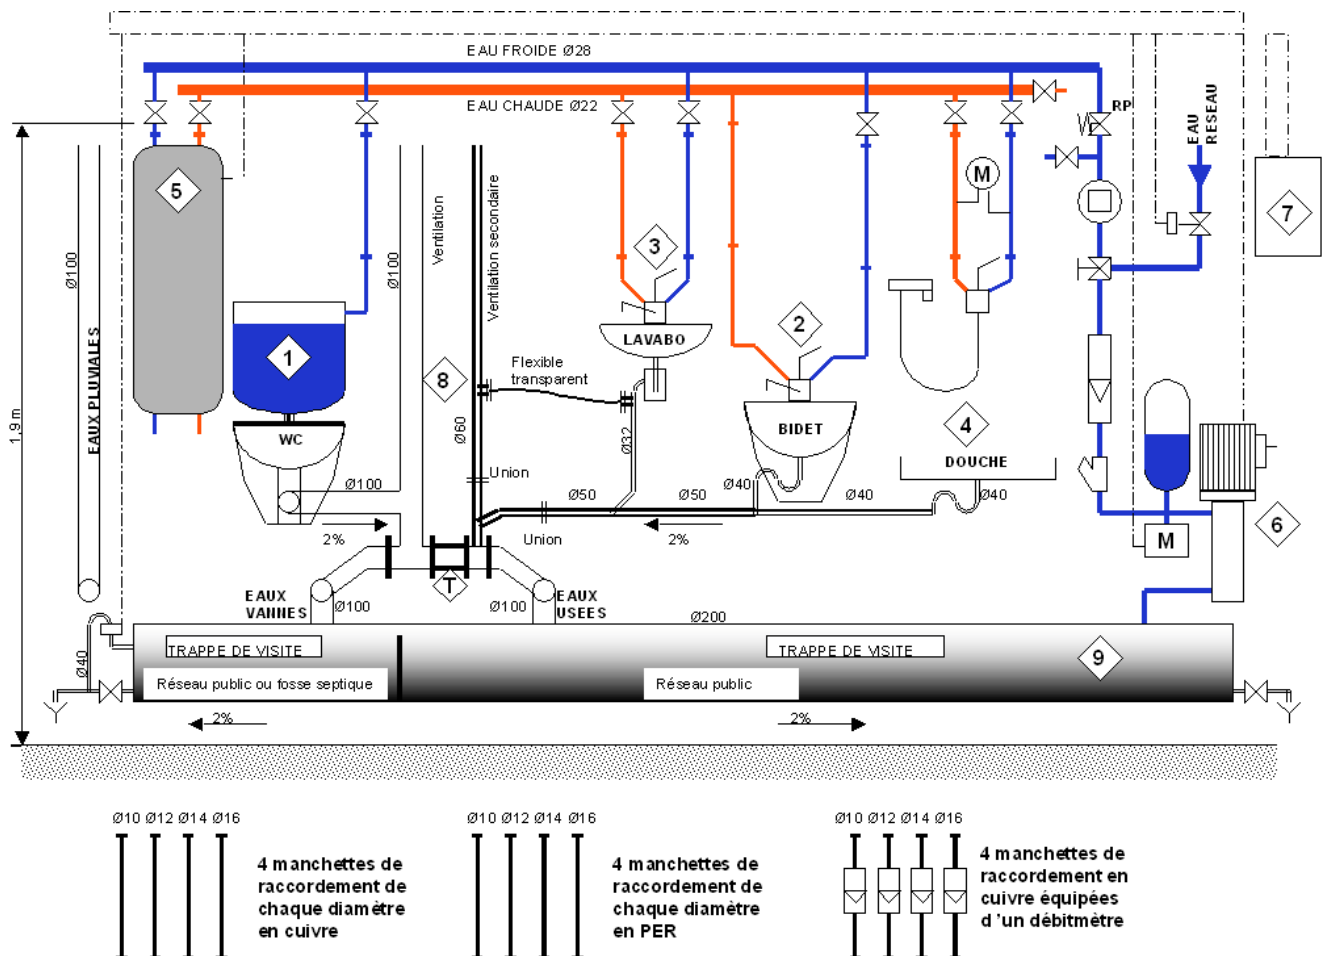 EAU FROIDE Ø28
EAU CHAUDE Ø22
RP
EAU
RESEAU
1,9m
Ø100
EAUX PLUVIALES
5
Ø100
Ventilation
Ventilation secondaire
3
M
7
1
2
LAVABO
8
Flexible
transparent
WC
Ø60
Ø32
BIDET
4
DOUCHE
Union
Ø100
Ø50
Ø50
Ø40
Ø40
Ø40
6
2%
Union
2%
M
T
EAUX
VANNES
Ø100
Ø100
EAUX
USEES
Ø200
Ø40
TRAPPE DE VISITE
TRAPPE DE VISITE
9
Réseau public ou fosse septique
Réseau public
2%
2%
Ø10 Ø12 Ø14 Ø16
4 manchettes de
raccordement de
chaque diamètre
en cuivre
Ø10 Ø12 Ø14 Ø16
4 manchettes de
raccordement de
chaque diamètre
en PER
Ø10 Ø12 Ø14 Ø16
4 manchettes de
raccordement en
cuivre équipées
d 'un débitmètre